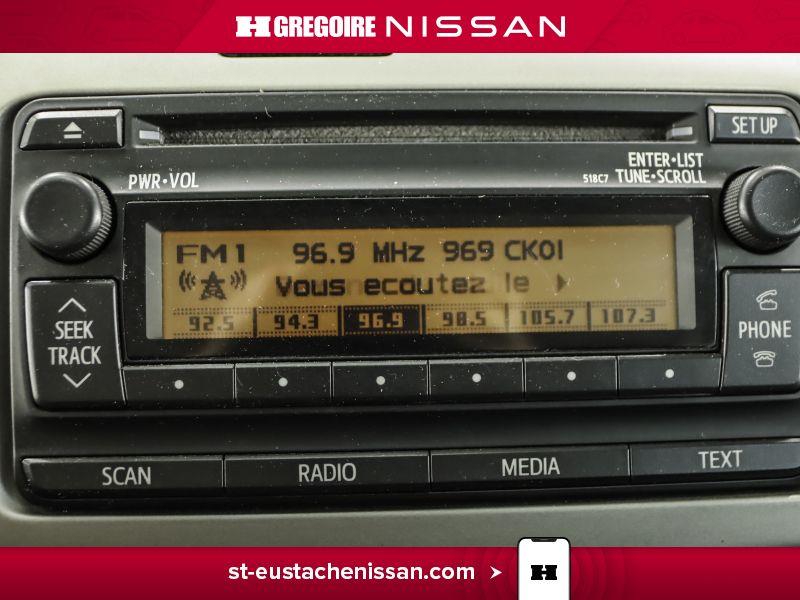 H GREGOIRE NISSAN
SETUP
PWR•VOL
ENTER•LIST
518C7 TUNE•SCROLL
FM1 96.9 MHz 969 CKOI
Vous ecoutez le
92.5 94.3 96.9 98.5 105.7 107.3
SEEK
TRACK
PHONE
SCAN RADIO MEDIA TEXT
st-eustachenissan.com
H